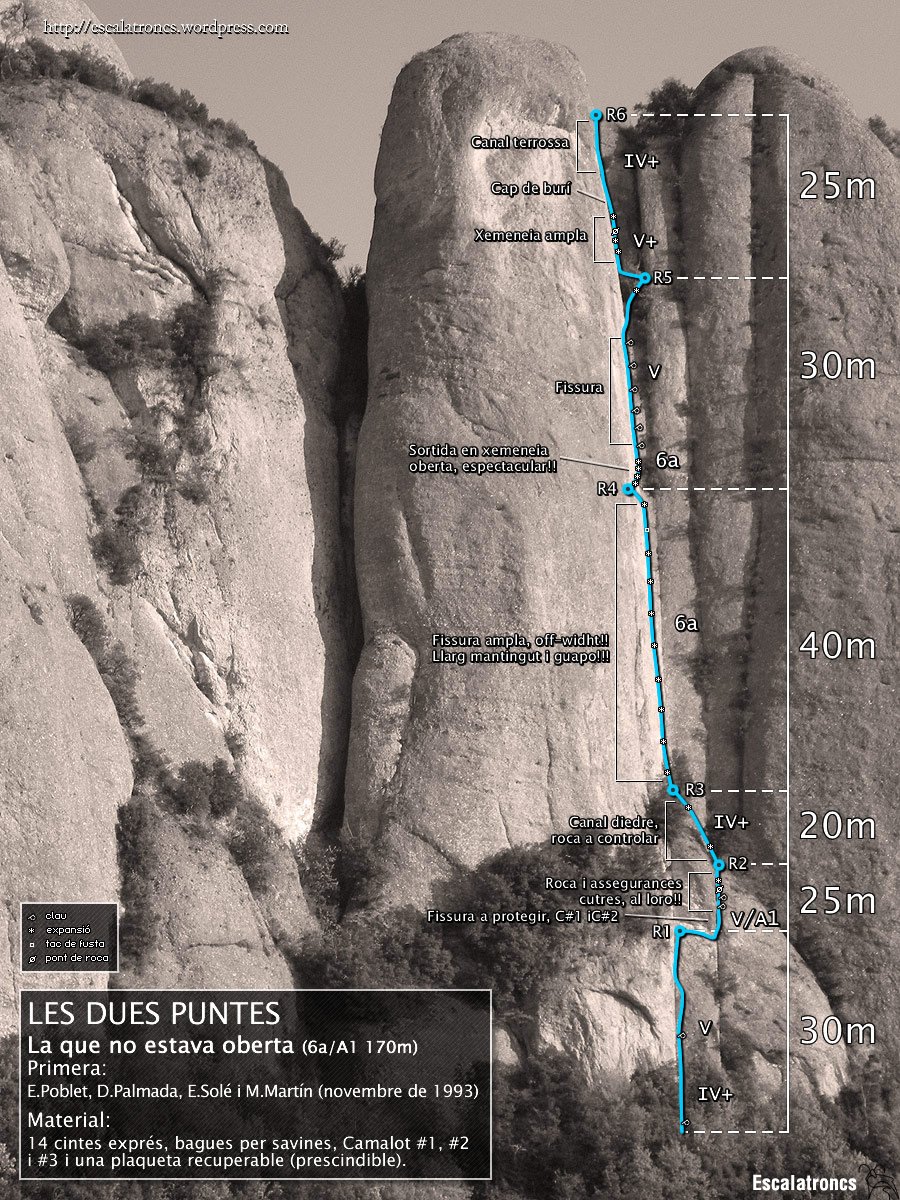 http://escalatroncs.wordpress.com
R6
Canal terrossa
IV+
25m
Cap de burí
Xemeneia ampla
V+
R5
30m
V
Fissura
Sortida en xemeneia
oberta, espectacular!!
6a
R4
Fissura ampla, off-widht!!
Llarg mantingut i guapo!!!
6a
40m
R3
Canal diedre,
roca a controlar
IV+
20m
R2
Roca i assegurances
cutres, al loro!!
25m
Fissura a protegir, C#1 iC#2
V/A1
R1
V
30m
IV+
clau
expansió
tac de fusta
pont de roca
LES DUES PUNTES
La que no estava oberta (6a/A1 170m)
Primera:
E.Poblet, D.Palmada, E.Solé i M.Martín (novembre de 1993)
Material:
14 cintes exprés, bagues per savines, Camalot #1, #2
i #3 i una plaqueta recuperable (prescindible).
Escalatroncs